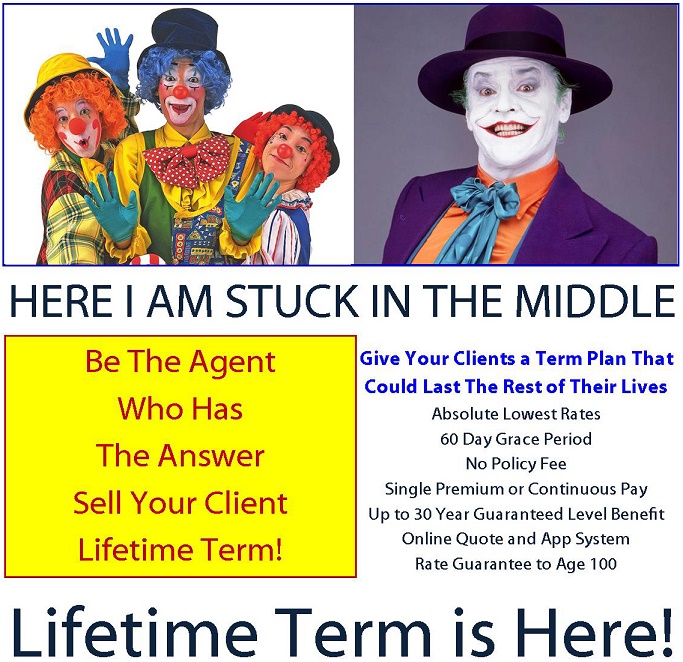 HERE I AM STUCK IN THE MIDDLE
Be The Agent
Who Has
The Answer
Sell Your Client
Lifetime Term!
Give Your Clients a Term Plan That
Could Last The Rest of Their Lives
Absolute Lowest Rates
60 Day Grace Period
No Policy Fee
Single Premium or Continuous Pay
Up to 30 Year Guaranteed Level Benefit
Online Quote and App System
Rate Guarantee to Age 100
Lifetime Term is Here!